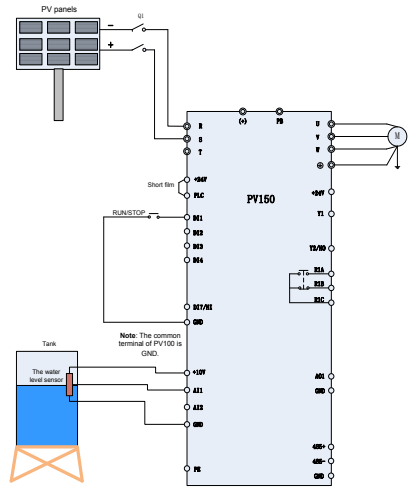 PV panels
Q1
−
+
(+)
PB
R
S
T
U
V
W
M
+24V
PLC
Short film
PV150
+24V
Y1
RUN/STOP
DI1
DI2
DI3
DI4
Y2/HO
R1A
R1B
R1C
DI7/HI
GND
Note: The common
terminal of PV100 is
GND.
Tank
The water
level sensor
+10V
AI1
AI2
GND
AO1
GND
PE
485+
485-
GND